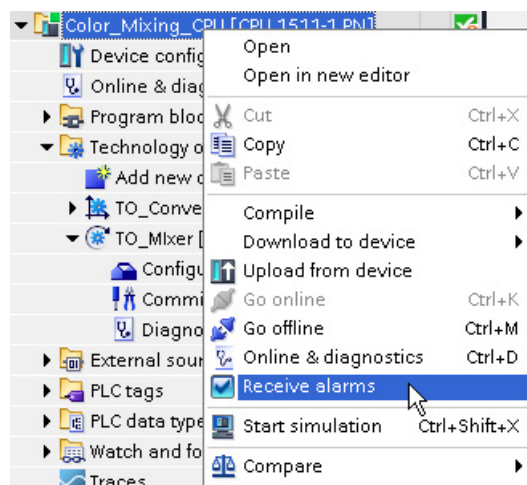 Color_Mixing_CPU [CPU 1511-1 PN]
Device config
Online & diag
Program bloc
Technology o
Add new o
TO_Conve
TO_MIxer [
Configu
Commi
Diagno
External sour
PLC tags
PLC data type
Watch and fo
Traces
Open
Open in new editor
Cut Ctrl+X
Copy Ctrl+C
Paste Ctrl+V
Compile
Download to device
Upload from device
Go online Ctrl+K
Go offline Ctrl+M
Online & diagnostics Ctrl+D
Receive alarms
Start simulation Ctrl+Shift+X
Compare